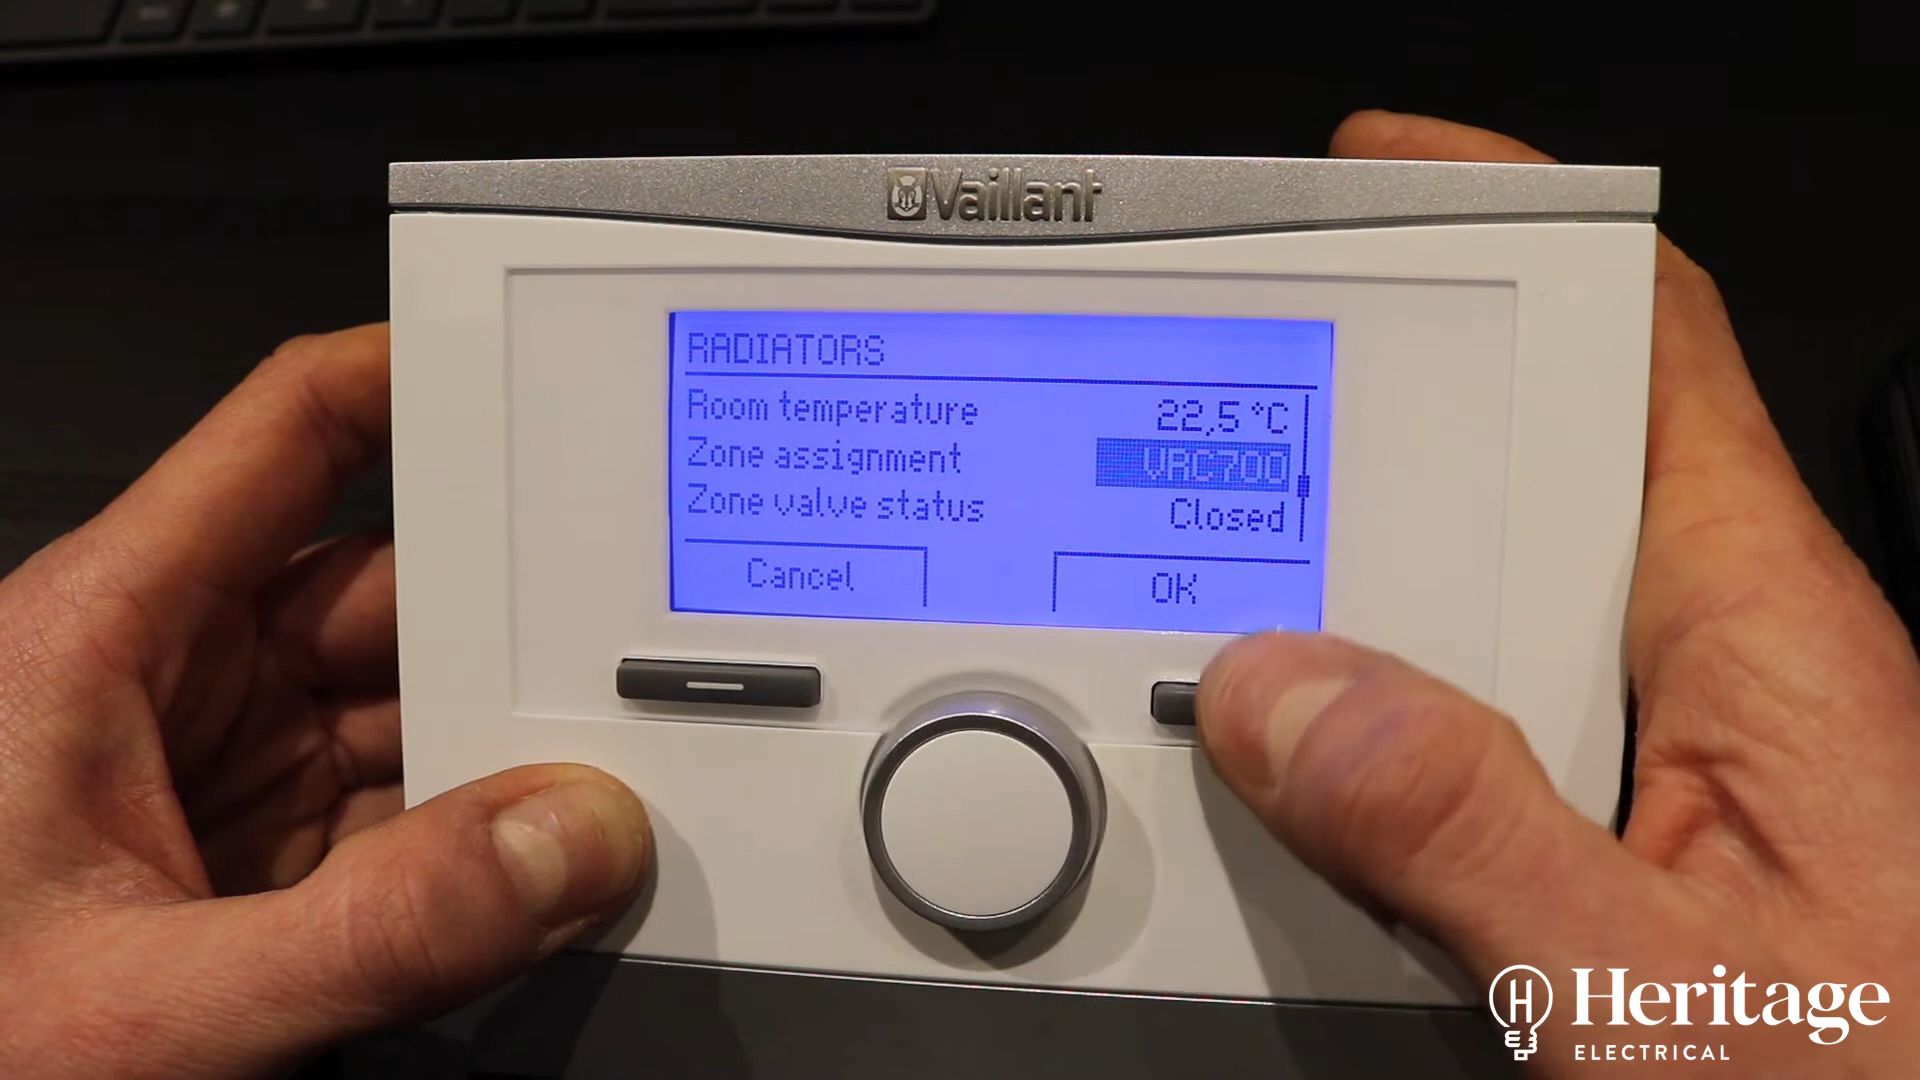 Vaillant
RADIATORS
Room temperature 22,5 °C
Zone assignment VRC700
Zone valve status Closed
Cancel OK
Heritage
ELECTRICAL